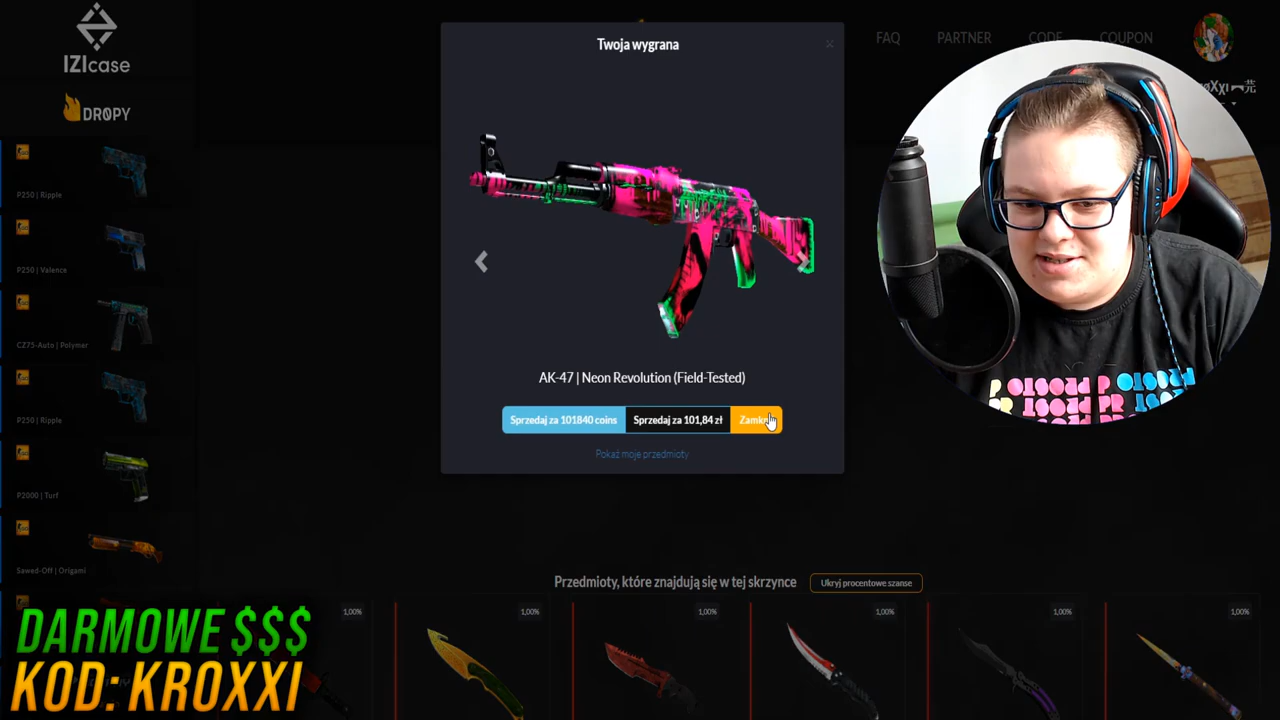 IZIcase
DR0PY
P250 | Ripple
P250 | Valence
CZ75-Auto | Polymer
P250 | Ripple
P2000 | Turf
Sawed-Off | Origami
Twoja wygrana
×
AK-47 | Neon Revolution (Field-Tested)
Sprzedaj za 101840 coins
Sprzedaj za 101,84 zł
Pokaż moje przedmioty
FAQ
PARTNER
CODE
COUPON
Przedmioty, które znajdują się w tej skrzynce
Ukryj procentowe szanse
1,00%
1,00%
1,00%
1,00%
1,00%
1,00%
DARMOWE $$$
KOD: KROXXI
PROSTO